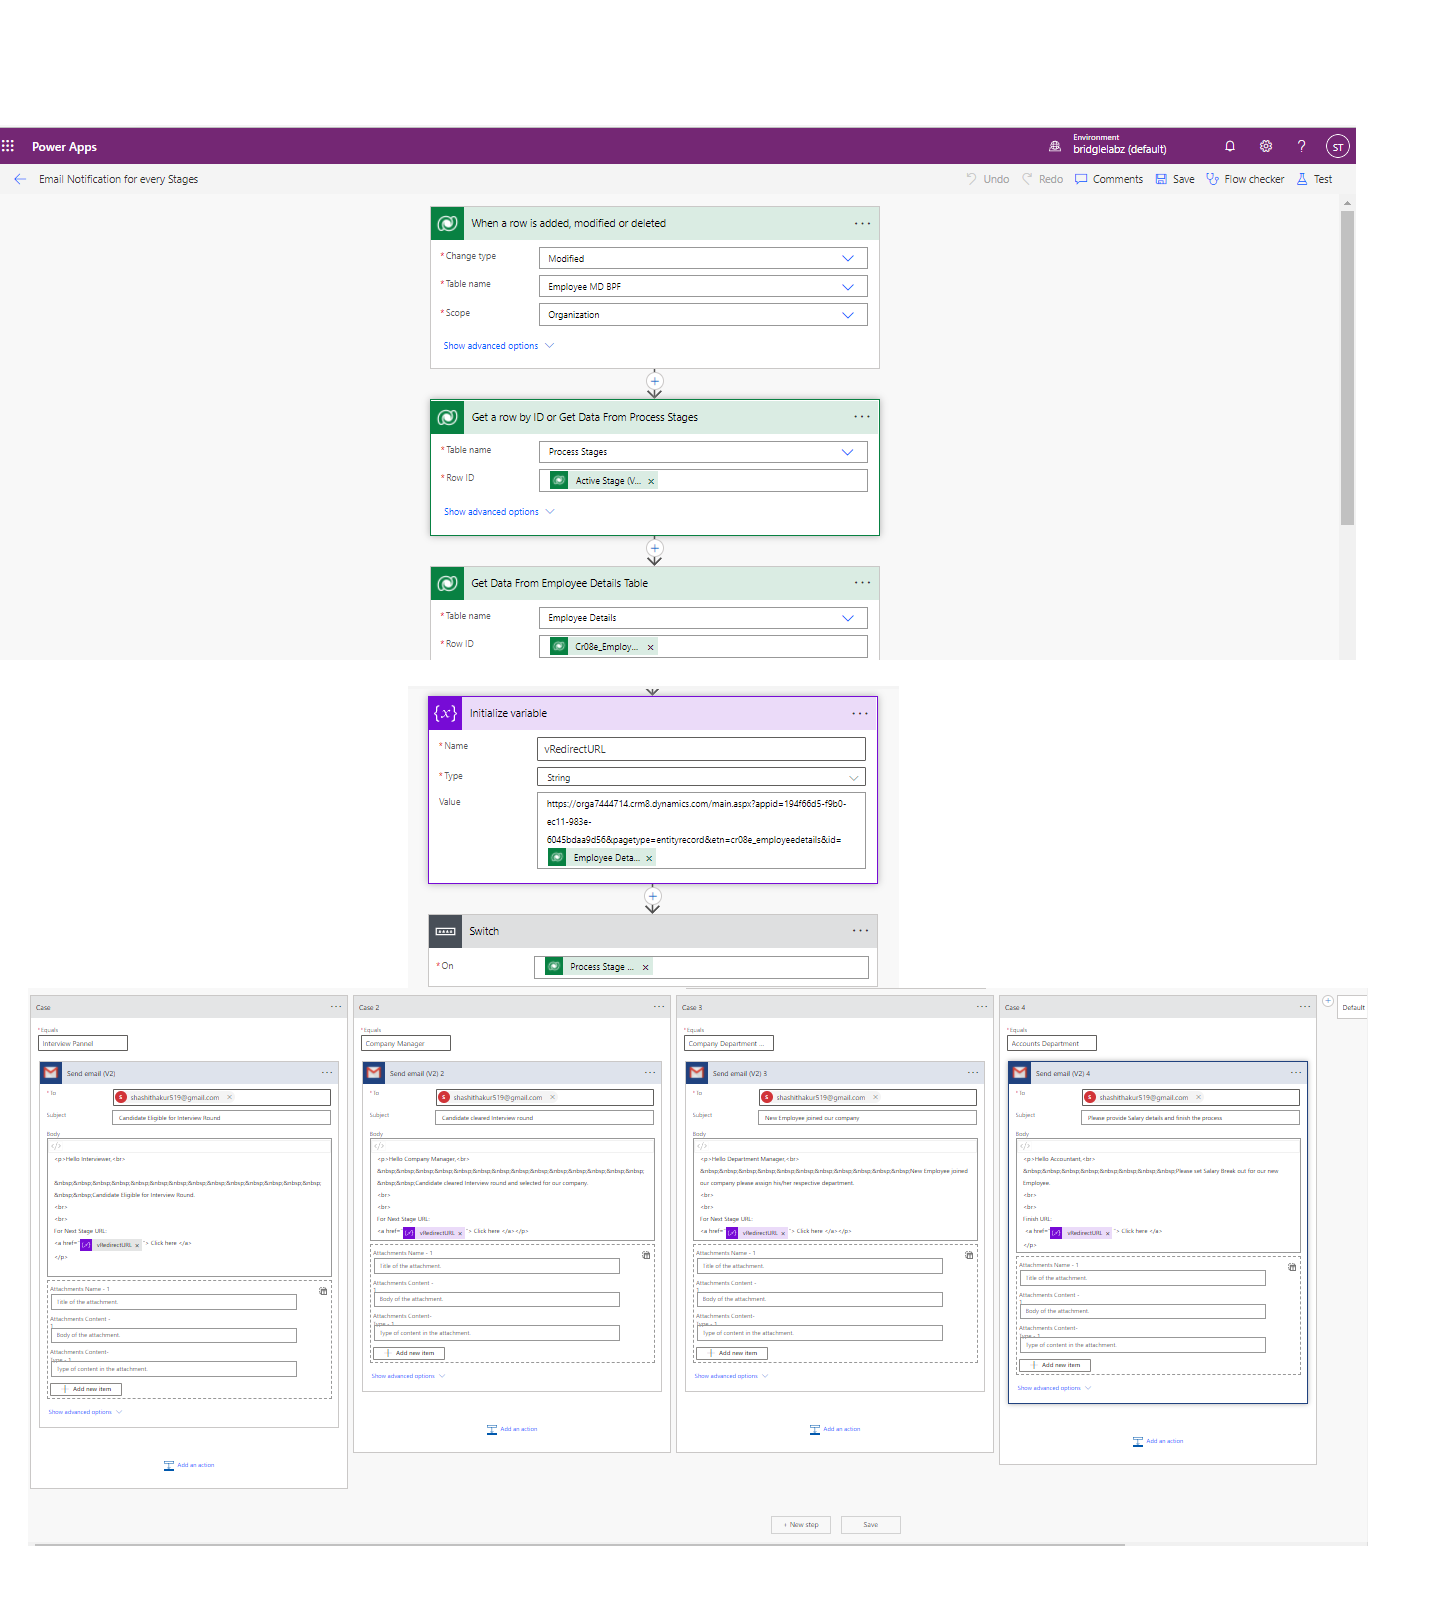 Power Apps
Environment
bridglelabz (default)
?
ST
Email Notification for every Stages
Undo
Redo
Comments
Save
Flow checker
Test
When a row is added, modified or deleted
* Change type
Modified
* Table name
Employee MD BPF
* Scope
Organization
Show advanced options
Get a row by ID or Get Data From Process Stages
* Table name
Process Stages
* Row ID
Active Stage (V... ×
Show advanced options
Get Data From Employee Details Table
* Table name
Employee Details
* Row ID
Cr08e_Employ... ×
{x} Initialize variable
* Name
vRedirectURL
* Type
String
Value
https://orga7444714.crm8.dynamics.com/main.aspx?appid=194f66d5-f9b0-
ec11-983e-
6045bdaa9d56&pagetype=entityrecord&etn=cr08e_employeedetails&id=
Employee Deta... ×
Switch
* On
Process Stage ... ×
Case
* Equals
Interview Pannel
Send email (V2)
* To
S shashithakur519@gmail.com ×
Subject
Candidate Eligible for Interview Round
Body
</>
<p>Hello Interviewer,<br>
&nbsp;&nbsp;&nbsp;&nbsp;&nbsp;&nbsp;&nbsp;&nbsp;&nbsp;&nbsp;&nbsp;&nbsp;&nbsp;&nbsp;
&nbsp;&nbsp;Candidate Eligible for Interview Round.
<br>
<br>
For Next Stage URL:
<a href=" vRedirectURL × "> Click here </a>
</p>
Attachments Name - 1
Title of the attachment.
Attachments Content -
1
Body of the attachment.
Attachments Content-
Type - 1
Type of content in the attachment.
Add new item
Show advanced options
Add an action
Case 2
* Equals
Company Manager
Send email (V2) 2
* To
S shashithakur519@gmail.com ×
Subject
Candidate cleared Interview round
Body
</>
<p>Hello Company Manager,<br>
&nbsp;&nbsp;&nbsp;&nbsp;&nbsp;&nbsp;&nbsp;&nbsp;&nbsp;&nbsp;&nbsp;&nbsp;&nbsp;&nbsp;
&nbsp;&nbsp;Candidate cleared Interview round and selected for our company.
<br>
<br>
For Next Stage URL:
<a href=" vRedirectURL × "> Click here </a></p>
Attachments Name - 1
Title of the attachment.
Attachments Content -
1
Body of the attachment.
Attachments Content-
Type - 1
Type of content in the attachment.
Add new item
Show advanced options
Add an action
Case 3
* Equals
Company Department ...
Send email (V2) 3
* To
S shashithakur519@gmail.com ×
Subject
New Employee joined our company
Body
</>
<p>Hello Department Manager,<br>
&nbsp;&nbsp;&nbsp;&nbsp;&nbsp;&nbsp;&nbsp;&nbsp;&nbsp;&nbsp;&nbsp;New Employee joined
our company please assign his/her respective department.
<br>
<br>
For Next Stage URL:
<a href=" vRedirectURL × "> Click here </a></p>
Attachments Name - 1
Title of the attachment.
Attachments Content -
1
Body of the attachment.
Attachments Content-
Type - 1
Type of content in the attachment.
Add new item
Show advanced options
Add an action
Case 4
* Equals
Accounts Department
Send email (V2) 4
* To
S shashithakur519@gmail.com ×
Subject
Please provide Salary details and finish the process
Body
</>
<p>Hello Accountant,<br>
&nbsp;&nbsp;&nbsp;&nbsp;&nbsp;&nbsp;&nbsp;&nbsp;Please set Salary Break out for our new
Employee.
<br>
<br>
Finish URL:
<a href=" vRedirectURL × "> Click here </a>
</p>
Attachments Name - 1
Title of the attachment.
Attachments Content -
1
Body of the attachment.
Attachments Content-
Type - 1
Type of content in the attachment.
Add new item
Show advanced options
Add an action
Default
+ New step
Save